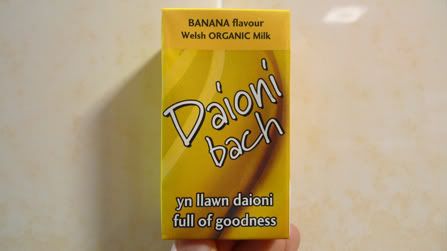 BANANA flavour
Welsh ORGANIC Milk
Daioni
bach
yn llawn daioni
full of goodness